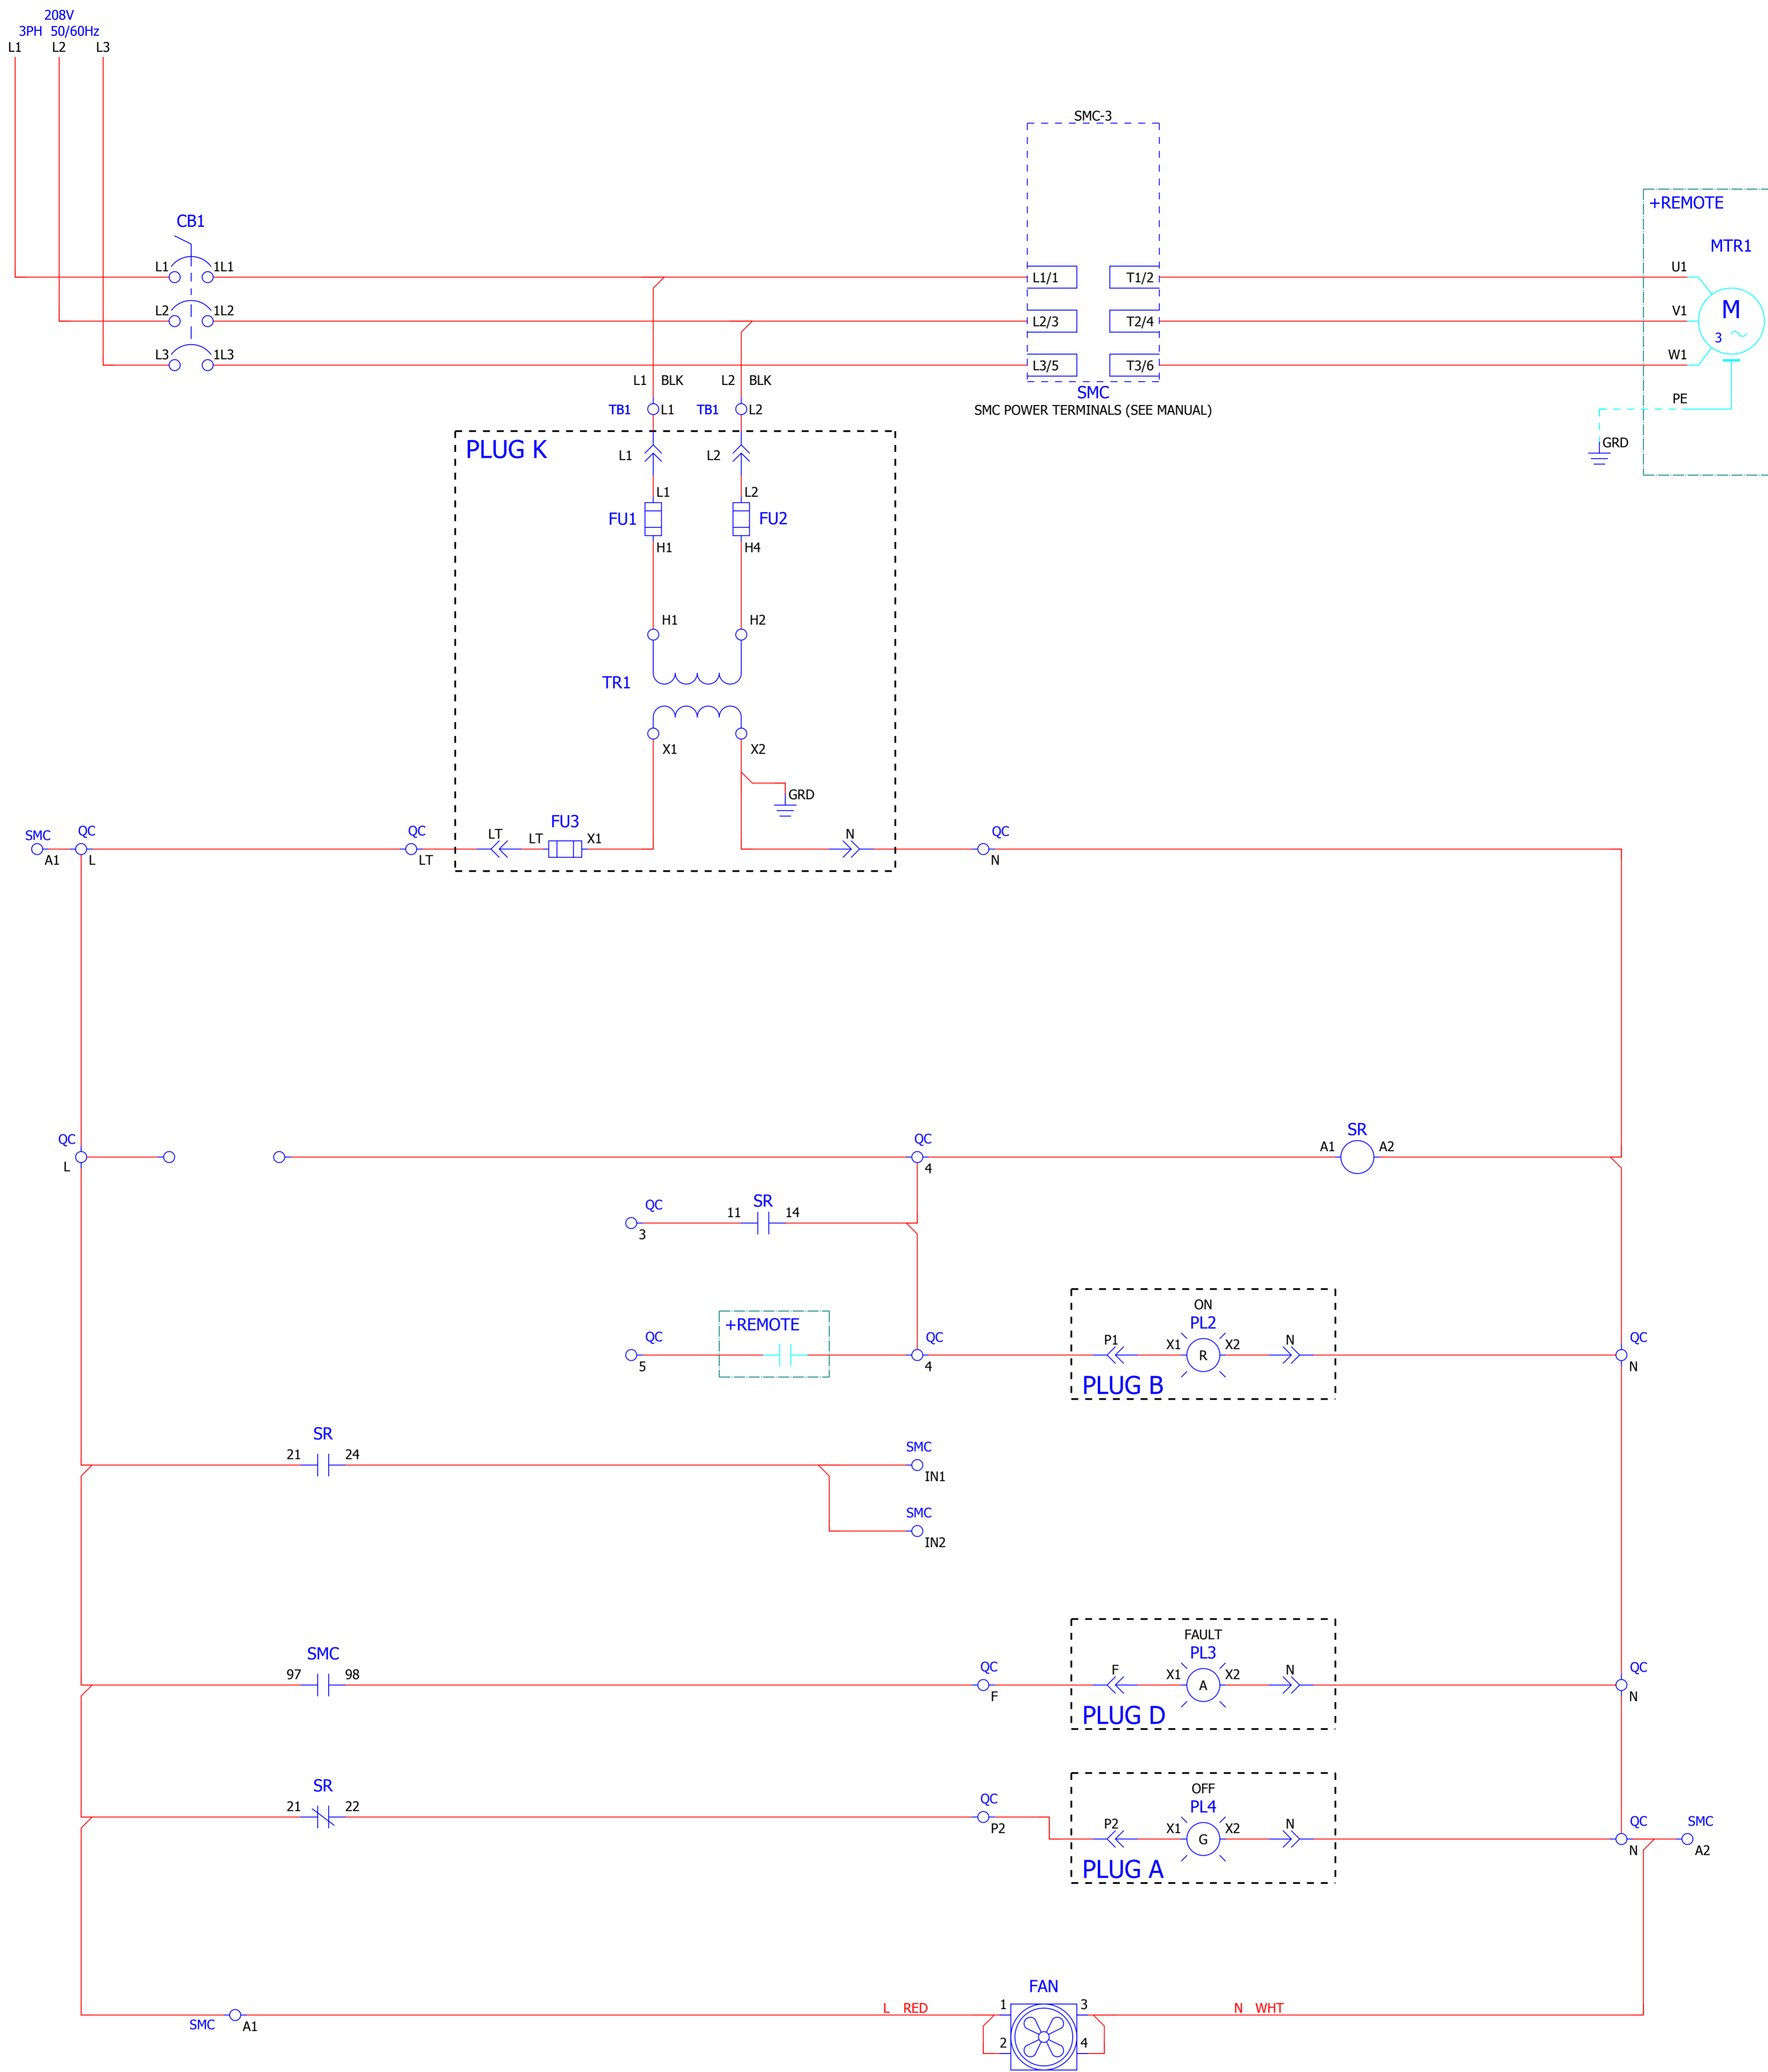 208V
3PH 50/60Hz
L1 L2 L3
SMC-3
+REMOTE
CB1
MTR1
L1 1L1 L1/1 T1/2 U1
L2 1L2 L2/3 T2/4 V1
M
3
L3 1L3 L3/5 T3/6 W1
L1 BLK L2 BLK
SMC
PE
TB1 L1 TB1 L2
SMC POWER TERMINALS (SEE MANUAL)
PLUG K
L1 L2
GRD
L1 L2
FU1 FU2
H1 H4
H1 H2
TR1
X1 X2
GRD
FU3
SMC QC QC LT LT X1 N QC
A1 L LT N
QC QC SR
A1 A2
L 4
QC SR
11 14
3
ON
+REMOTE PL2
QC QC P1 X1 X2 N QC
R
5 4 N
PLUG B
SR
21 24 SMC
IN1
SMC
IN2
FAULT
SMC PL3
97 98 QC F X1 X2 N QC
A
F N
PLUG D
SR OFF
21 22 QC PL4
P2 P2 X1 X2 N QC SMC
G
N A2
PLUG A
FAN
L RED 1 3 N WHT
SMC A1
2 4